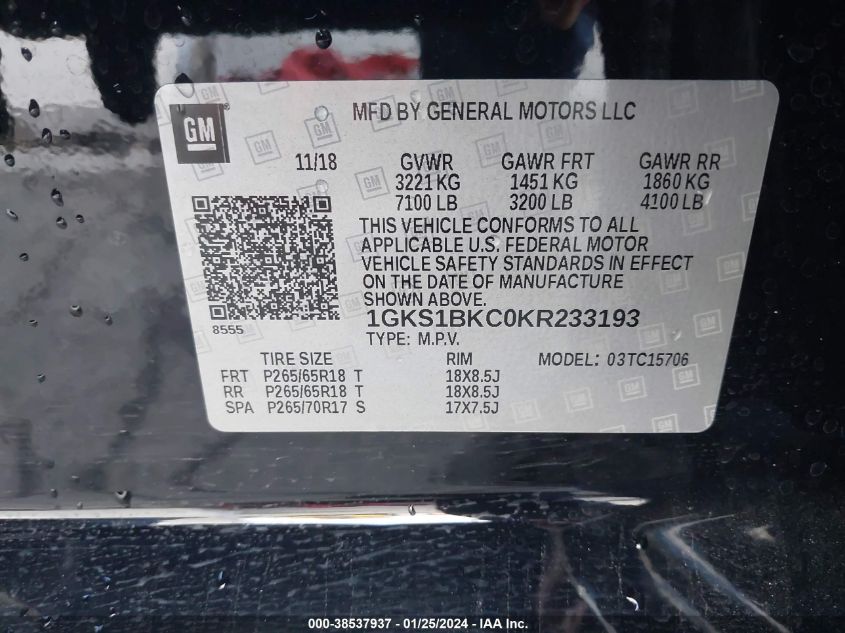 GM
MFD BY GENERAL MOTORS LLC
11/18 GVWR GAWR FRT GAWR RR
3221 KG 1451 KG 1860 KG
7100 LB 3200 LB 4100 LB
THIS VEHICLE CONFORMS TO ALL
APPLICABLE U.S. FEDERAL MOTOR
VEHICLE SAFETY STANDARDS IN EFFECT
ON THE DATE OF MANUFACTURE
SHOWN ABOVE.
8555
1GKS1BKC0KR233193
TYPE: M.P.V.
TIRE SIZE RIM MODEL: 03TC15706
FRT P265/65R18 T 18X8.5J
RR P265/65R18 T 18X8.5J
SPA P265/70R17 S 17X7.5J
000-38537937 - 01/25/2024 - IAA Inc.